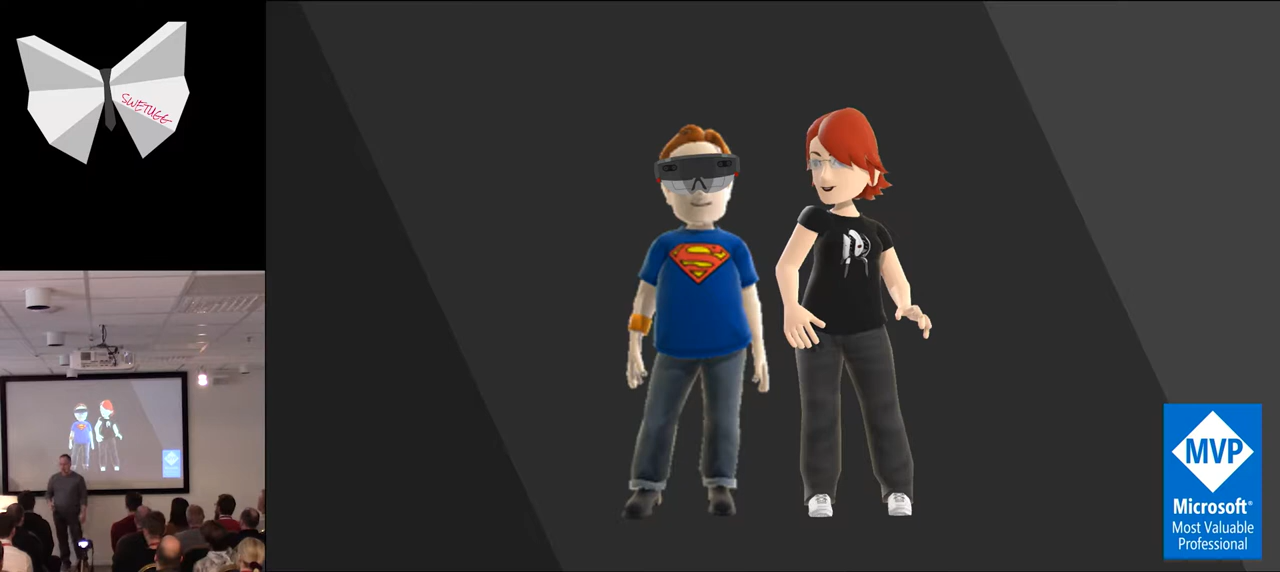 SWETUGG
MVP
Microsoft®
Most Valuable
Professional